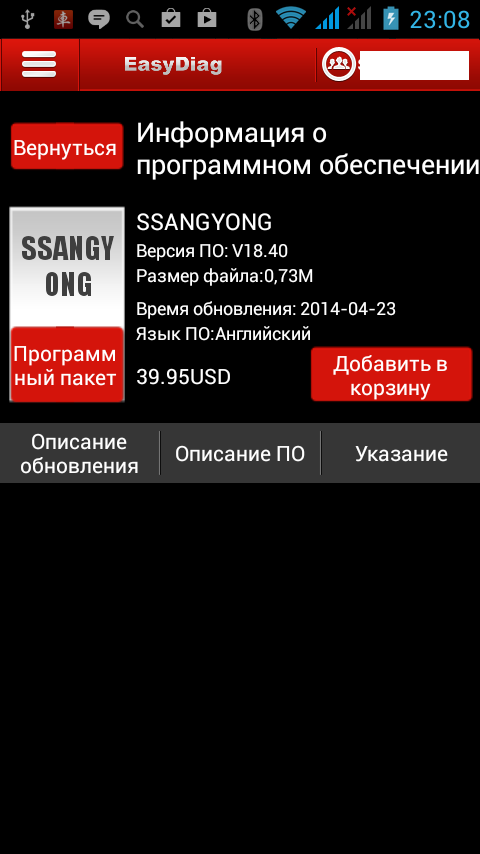 23:08
EasyDiag
Вернуться
Информация о
программном обеспечении
SSANGY
ONG
Программ
ный пакет
SSANGYONG
Версия ПО: V18.40
Размер файла:0,73M
Время обновления: 2014-04-23
Язык ПО:Английский
39.95USD
Добавить в
корзину
Описание
обновления
Описание ПО
Указание